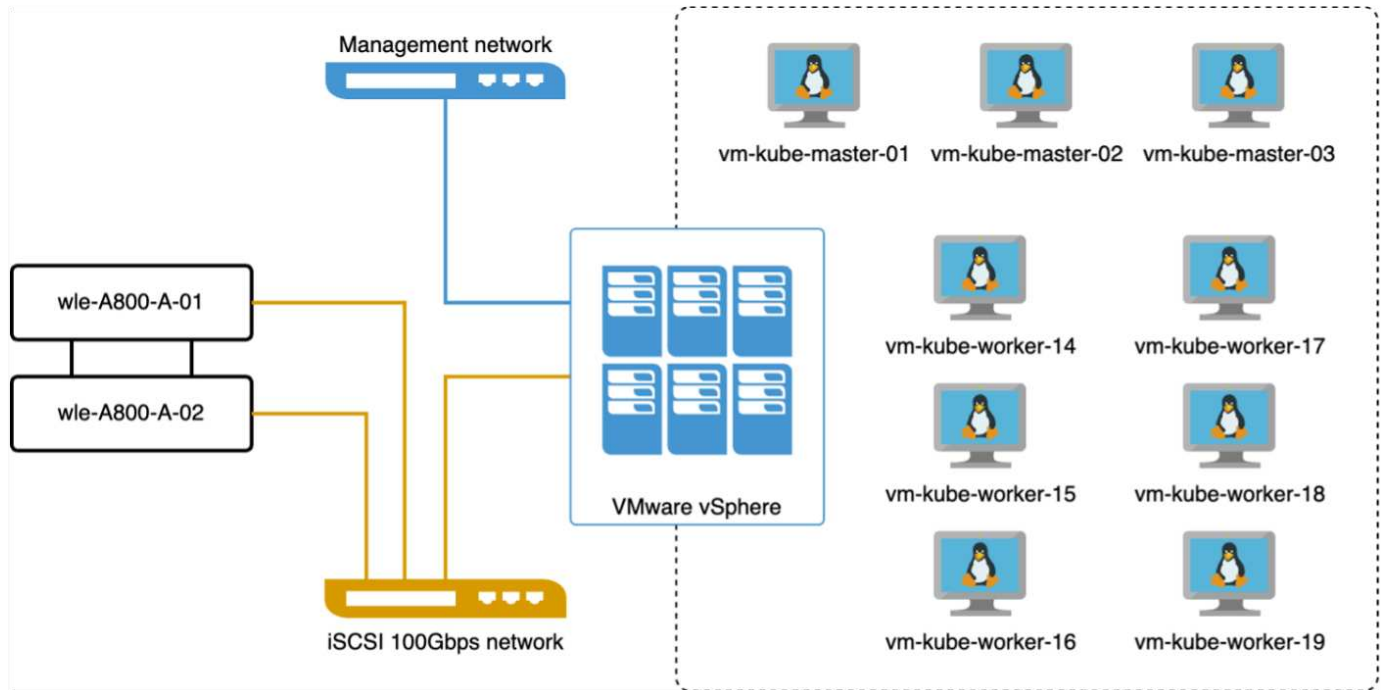 Management network
vm-kube-master-01 vm-kube-master-02 vm-kube-master-03
wle-A800-A-01
wle-A800-A-02
VMware vSphere
vm-kube-worker-14 vm-kube-worker-17
vm-kube-worker-15 vm-kube-worker-18
iSCSI 100Gbps network
vm-kube-worker-16 vm-kube-worker-19